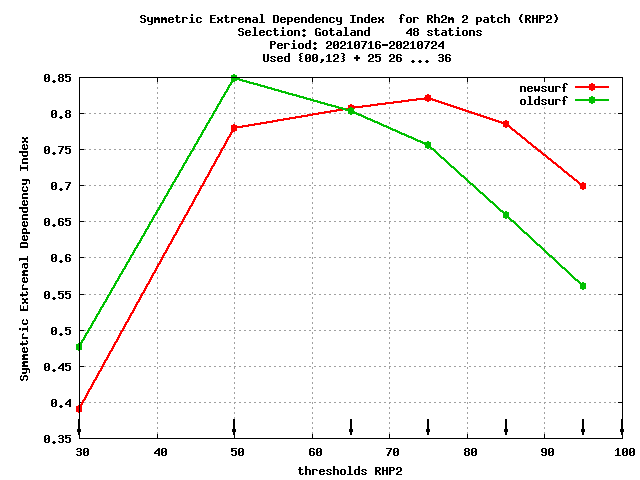 Symmetric Extremal Dependency Index  for Rh2m 2 patch (RHP2)
Selection: Gotaland     48 stations
Period: 20210716-20210724
Used {00,12} + 25 26 ... 36
newsurf
oldsurf
Symmetric Extremal Dependency Index
0.85
0.8
0.75
0.7
0.65
0.6
0.55
0.5
0.45
0.4
0.35
30 40 50 60 70 80 90 100
thresholds RHP2